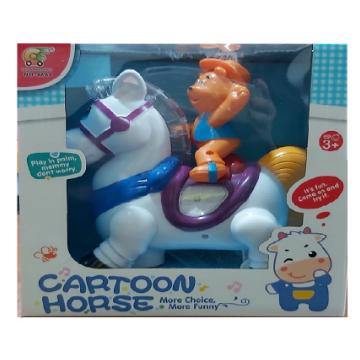 3+
Play in palm,
mommy
don't worry
It's fun.
Come on and
try it.
CARTOON
HORSE
More Choice,
More Funny